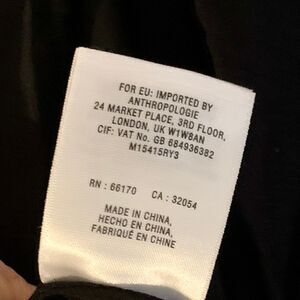 FOR EU: IMPORTED BY
ANTHROPOLOGIE
24 MARKET PLACE, 3RD FLOOR,
LONDON, UK W1W8AN
CIF: VAT No. GB 684936382
M15415RY3
RN : 66170 CA : 32054
MADE IN CHINA,
HECHO EN CHINA,
FABRIQUÉ EN CHINE